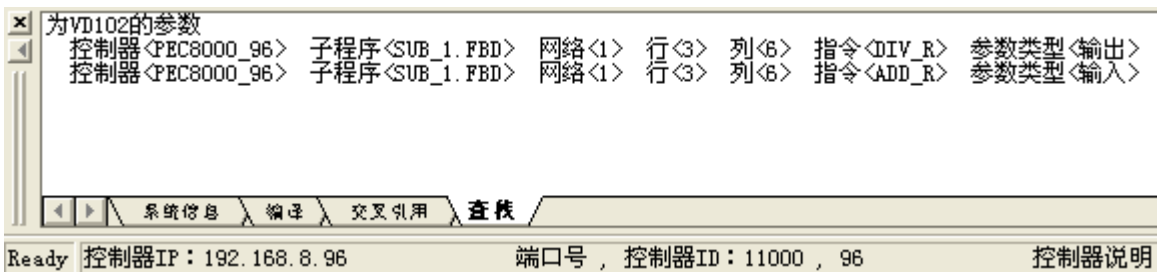 为VD102的参数
控制器<PEC8000_96> 子程序<SUB_1.FBD> 网络<1> 行<3> 列<6> 指令<DIV_R> 参数类型<输出>
控制器<PEC8000_96> 子程序<SUB_1.FBD> 网络<1> 行<3> 列<6> 指令<ADD_R> 参数类型<输入>
系统信息 编译 交叉引用 查找
Ready 控制器IP：192.168.8.96 端口号 , 控制器ID：11000 , 96 控制器说明